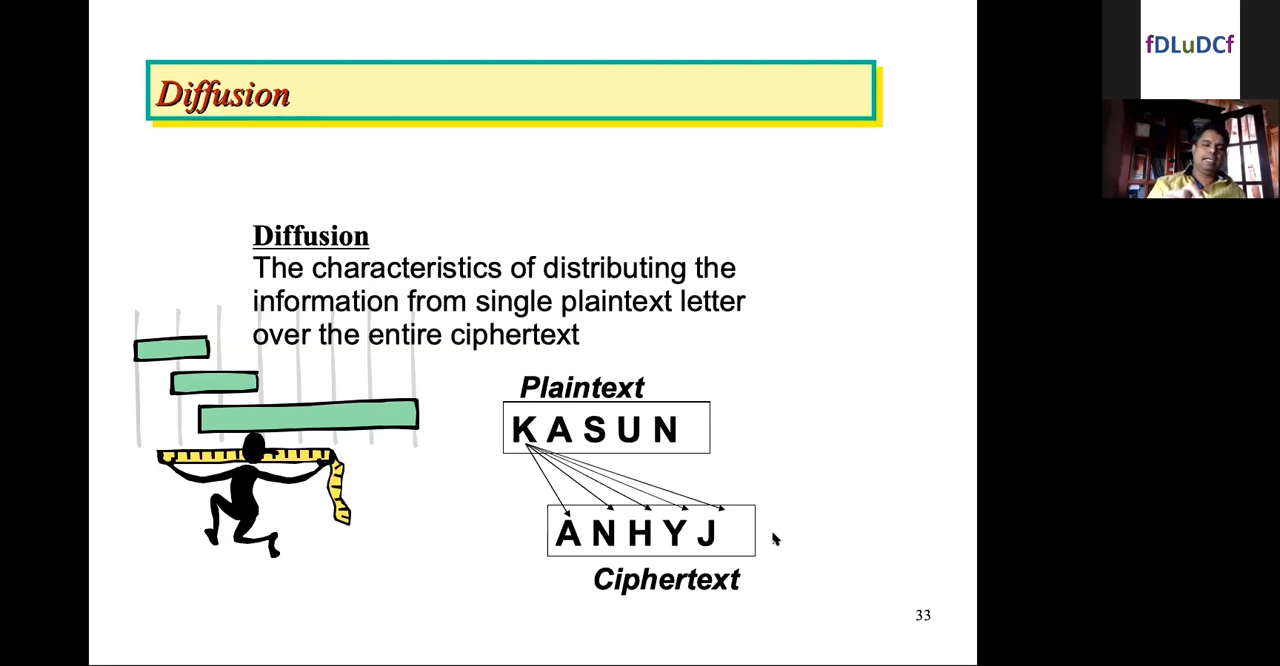 Diffusion
fDLuDCf
Diffusion
The characteristics of distributing the
information from single plaintext letter
over the entire ciphertext
Plaintext
K A S U N
A N H Y J
Ciphertext
33